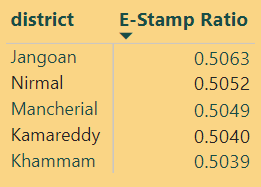 district E-Stamp Ratio
Jangoan 0.5063
Nirmal 0.5052
Mancherial 0.5049
Kamareddy 0.5040
Khammam 0.5039